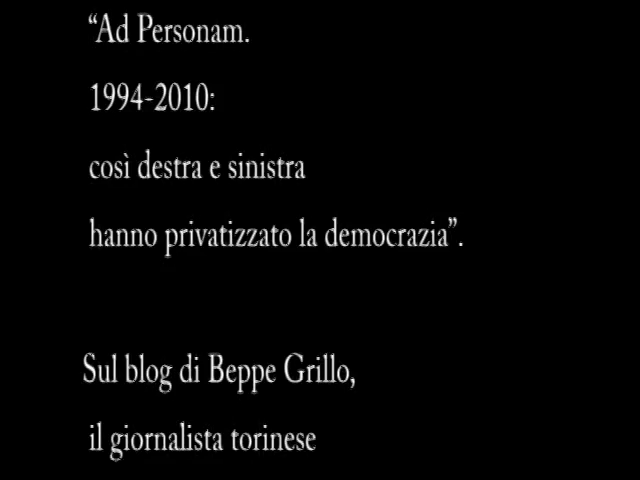 “Ad Personam.
1994-2010:
così destra e sinistra
hanno privatizzato la democrazia”.
Sul blog di Beppe Grillo,
il giornalista torinese